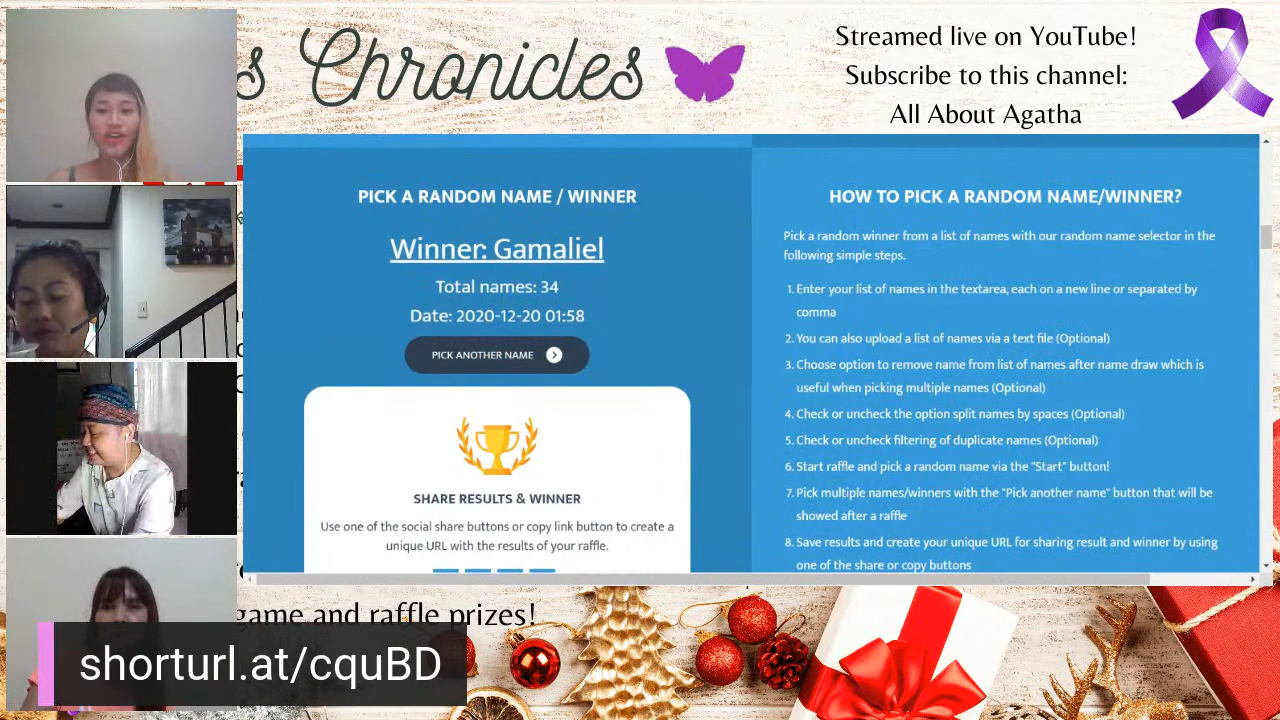 s Chronicles
Streamed live on YouTube!
Subscribe to this channel:
All About Agatha
PICK A RANDOM NAME / WINNER
Winner: Gamaliel
Total names: 34
Date: 2020-12-20 01:58
PICK ANOTHER NAME
SHARE RESULTS & WINNER
Use one of the social share buttons or copy link button to create a
unique URL with the results of your raffle.
HOW TO PICK A RANDOM NAME/WINNER?
Pick a random winner from a list of names with our random name selector in the
following simple steps.
1. Enter your list of names in the textarea, each on a new line or separated by
comma
2. You can also upload a list of names via a text file (Optional)
3. Choose option to remove name from list of names after name draw which is
useful when picking multiple names (Optional)
4. Check or uncheck the option split names by spaces (Optional)
5. Check or uncheck filtering of duplicate names (Optional)
6. Start raffle and pick a random name via the "Start" button!
7. Pick multiple names/winners with the "Pick another name" button that will be
showed after a raffle
8. Save results and create your unique URL for sharing result and winner by using
one of the share or copy buttons
game and raffle prizes!
shorturl.at/cquBD